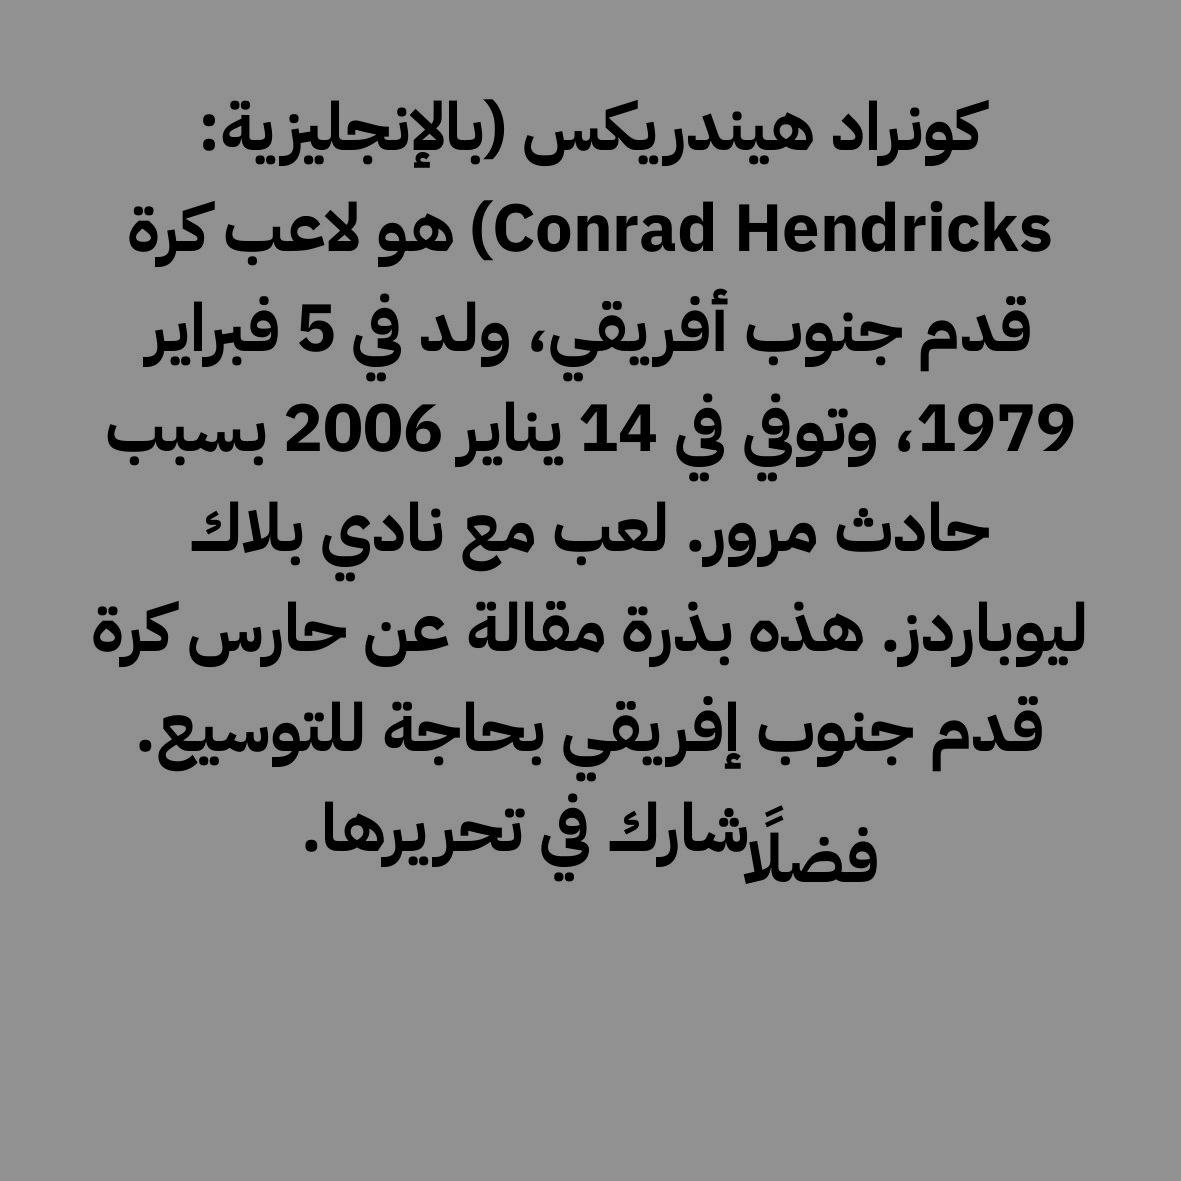 كونراد هيندريكس (بالإنجليزية:
Conrad Hendricks) هو لاعب كرة
قدم جنوب أفريقي، ولد في 5 فبراير
1979، وتوفي في 14 يناير 2006 بسبب
حادث مرور. لعب مع نادي بلاك
ليوباردز. هذه بذرة مقالة عن حارس كرة
قدم جنوب إفريقي بحاجة للتوسيع.
فضلًا شارك في تحريرها.